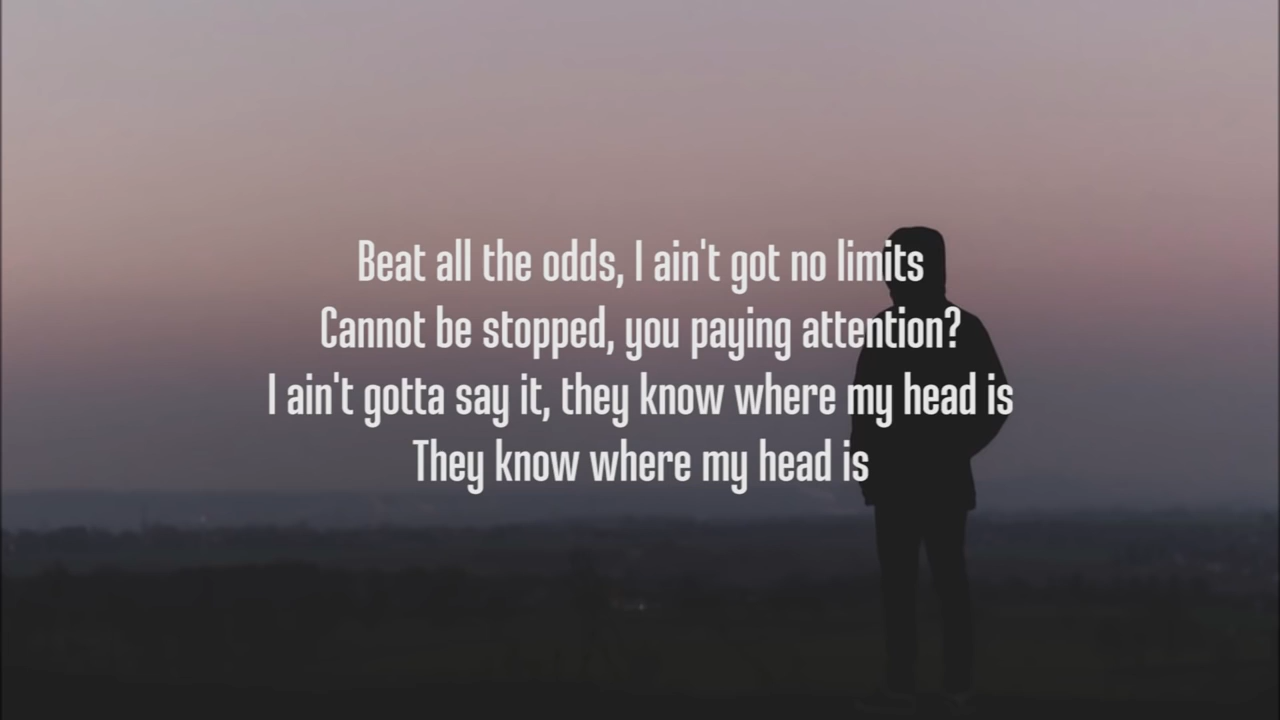 Beat all the odds, I ain't got no limits
Cannot be stopped, you paying attention?
I ain't gotta say it, they know where my head is
They know where my head is